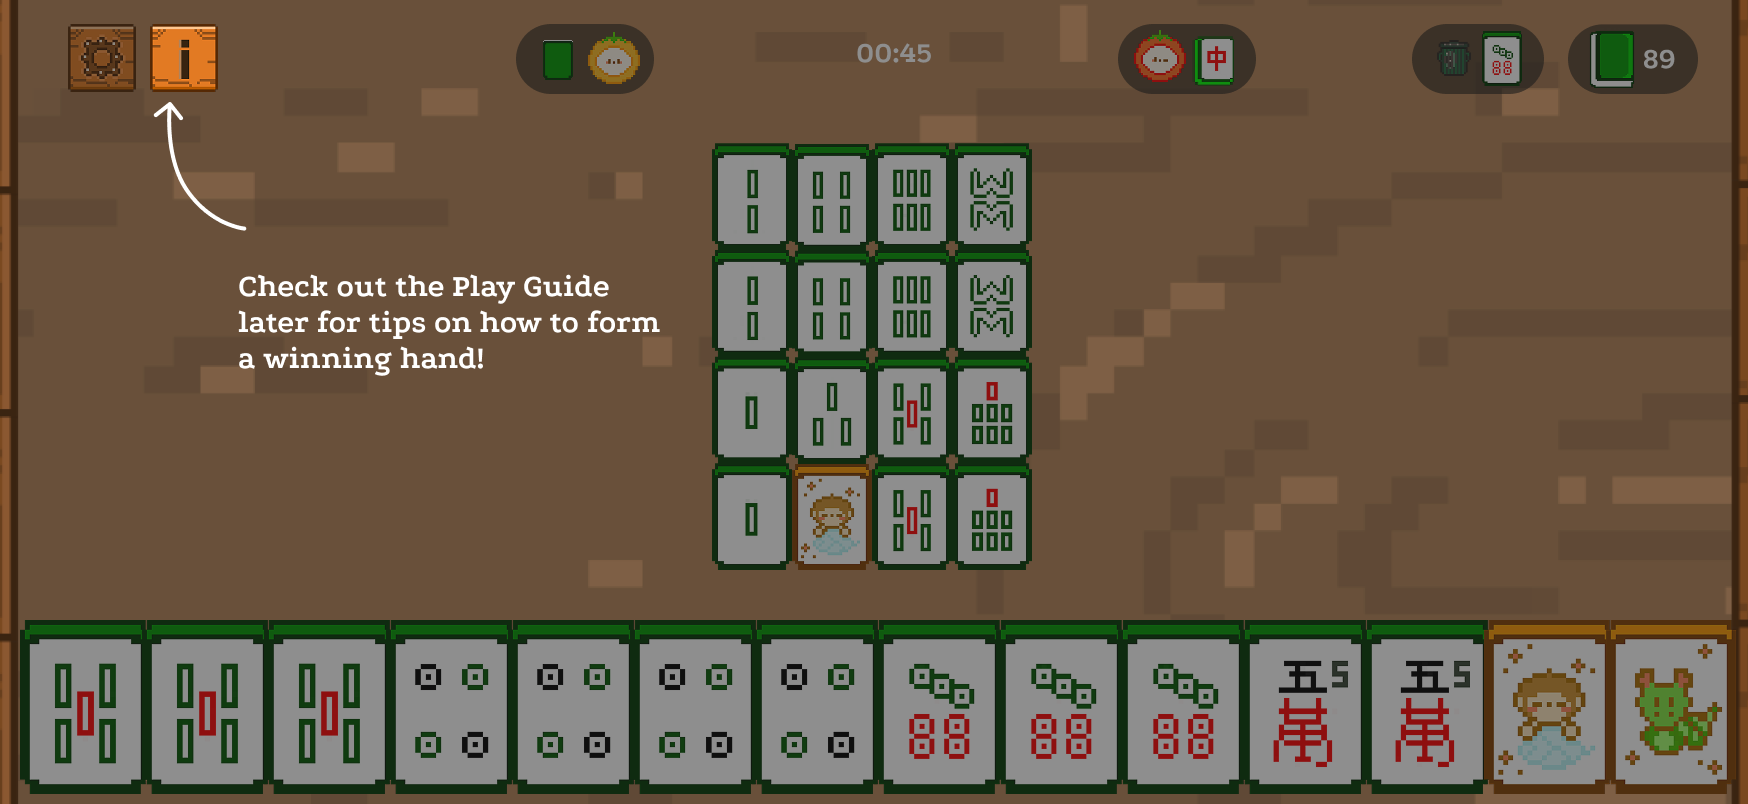 i
00:45
中
89
Check out the Play Guide
later for tips on how to form
a winning hand!
五 5
萬
五 5
萬